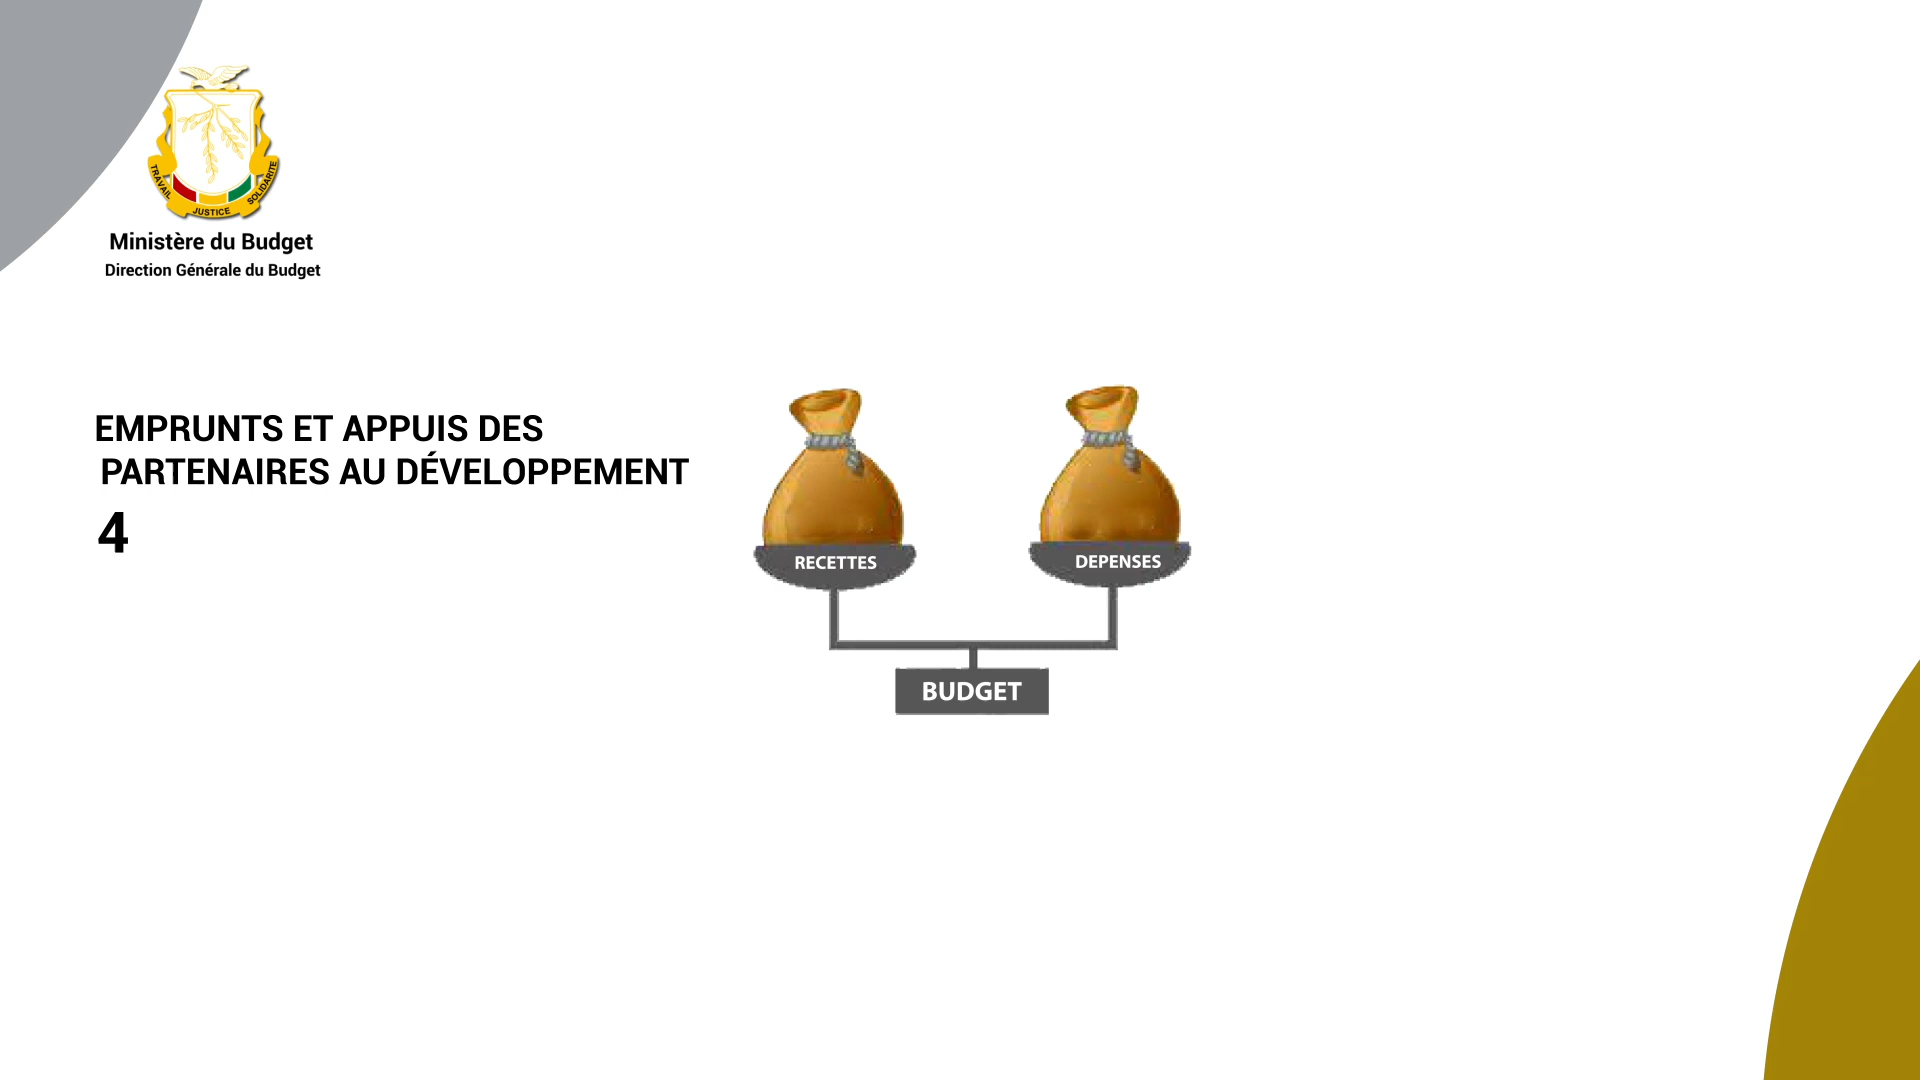 TRAVAIL
JUSTICE
SOLIDARITE
Ministère du Budget
Direction Générale du Budget
EMPRUNTS ET APPUIS DES
PARTENAIRES AU DÉVELOPPEMENT
4
RECETTES
DEPENSES
BUDGET